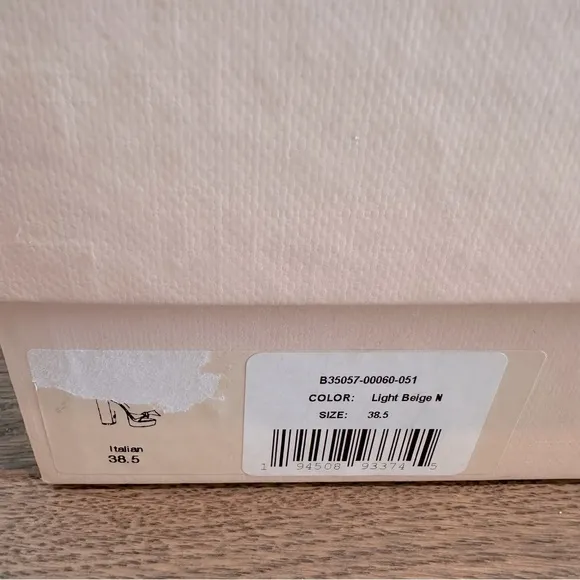 B35057-00060-051
COLOR: Light Beige N
SIZE: 38.5
1 94508 93374 5
Italian
38.5